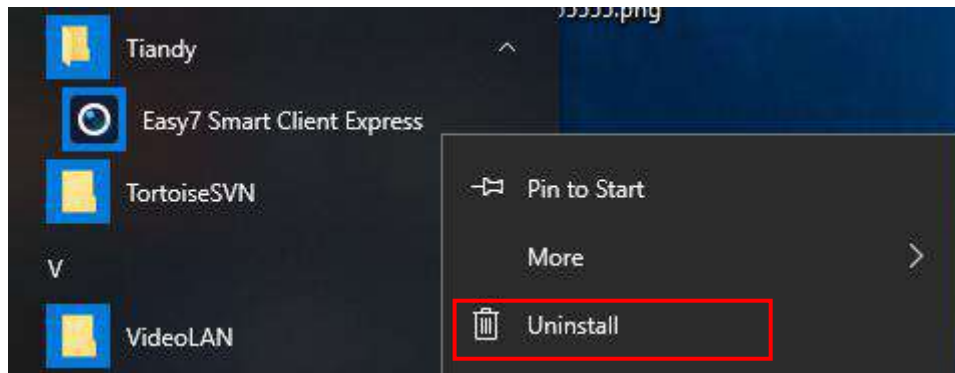 Tiandy
Easy7 Smart Client Express
TortoiseSVN
V
VideoLAN
Pin to Start
More
Uninstall